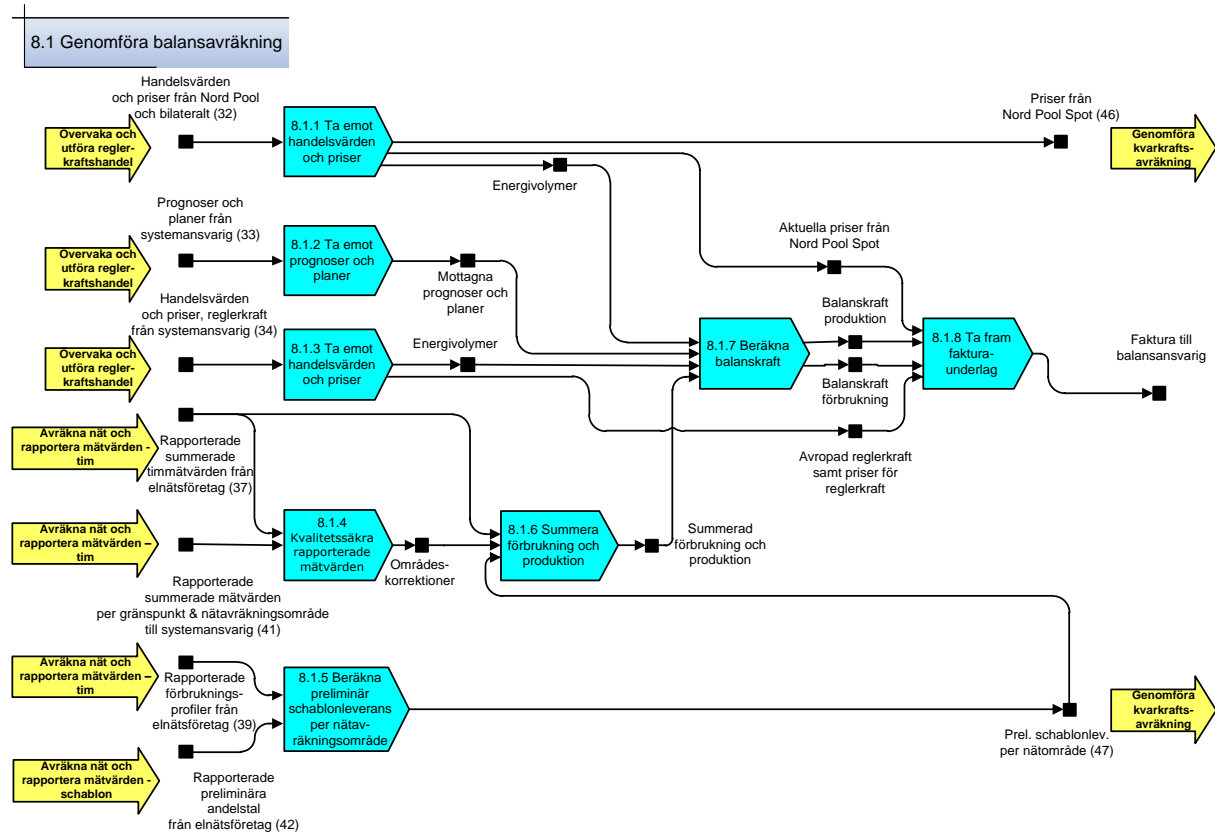 8.1 Genomföra balansavräkning
Handelsvärden
och priser från Nord Pool
och bilateralt (32)
Övervaka och
utföra regler-
kraftshandel
8.1.1 Ta emot
handelsvärden
och priser
Energivolymer
Priser från
Nord Pool Spot (46)
Genomföra
kvarkrafts-
avräkning
Prognoser och
planer från
systemansvarig (33)
Övervaka och
utföra regler-
kraftshandel
8.1.2 Ta emot
prognoser och
planer
Mottagna
prognoser och
planer
Aktuella priser från
Nord Pool Spot
Handelsvärden
och priser, reglerkraft
från systemansvarig (34)
Övervaka och
utföra regler-
kraftshandel
8.1.3 Ta emot
handelsvärden
och priser
Energivolymer
8.1.7 Beräkna
balanskraft
Balanskraft
produktion
Balanskraft
förbrukning
8.1.8 Ta fram
faktura-
underlag
Faktura till
balansansvarig
Avropad reglerkraft
samt priser för
reglerkraft
Avräkna nät och
rapportera mätvärden -
tim
Rapporterade
summerade
timmätvärden från
elnätsföretag (37)
Avräkna nät och
rapportera mätvärden –
tim
8.1.4
Kvalitetssäkra
rapporterade
mätvärden
Områdes-
korrektioner
8.1.6 Summera
förbrukning och
produktion
Summerad
förbrukning och
produktion
Rapporterade
summerade mätvärden
per gränspunkt & nätavräkningsområde
till systemansvarig (41)
Avräkna nät och
rapportera mätvärden –
tim
Rapporterade
förbruknings-
profiler från
elnätsföretag (39)
8.1.5 Beräkna
preliminär
schablonleverans
per nätav-
räkningsområde
Prel. schablonlev.
per nätområde (47)
Genomföra
kvarkrafts-
avräkning
Avräkna nät och
rapportera mätvärden -
schablon
Rapporterade
preliminära
andelstal
från elnätsföretag (42)